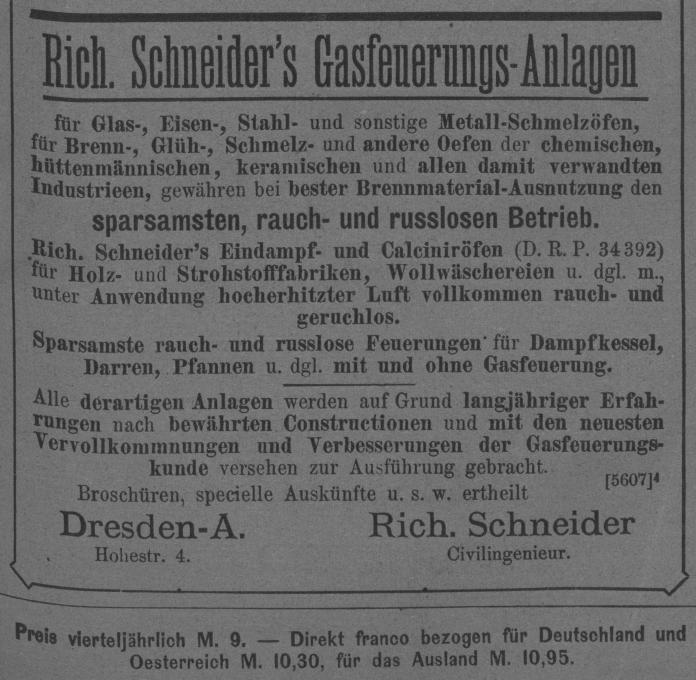 Rich. Schneider's Gasfeuerungs-Anlagen
für Glas-, Eisen-, Stahl- und sonstige Metall-Schmelzöfen,
für Brenn-, Glüh-, Schmelz- und andere Oefen der chemischen,
hüttenmännischen, keramischen und allen damit verwandten
Industrieen, gewähren bei bester Brennmaterial-Ausnutzung den
sparsamsten, rauch- und russlosen Betrieb.
Rich. Schneider's Eindampf- und Calciniröfen (D. R. P. 34392)
für Holz- und Strohstofffabriken, Wollwäschereien u. dgl. m.,
unter Anwendung hocherhitzter Luft vollkommen rauch- und
geruchlos.
Sparsamste rauch- und russlose Feuerungen für Dampfkessel,
Darren, Pfannen u. dgl. mit und ohne Gasfeuerung.
Alle derartigen Anlagen werden auf Grund langjähriger Erfah-
rungen nach bewährten Constructionen und mit den neuesten
Vervollkommnungen und Verbesserungen der Gasfeuerungs-
kunde versehen zur Ausführung gebracht.
[5607]4
Broschüren, specielle Auskünfte u. s. w. ertheilt
Dresden-A. Rich. Schneider
Hohestr. 4. Civilingenieur.
Preis vierteljährlich M. 9. — Direkt franco bezogen für Deutschland und
Oesterreich M. 10,30, für das Ausland M. 10,95.